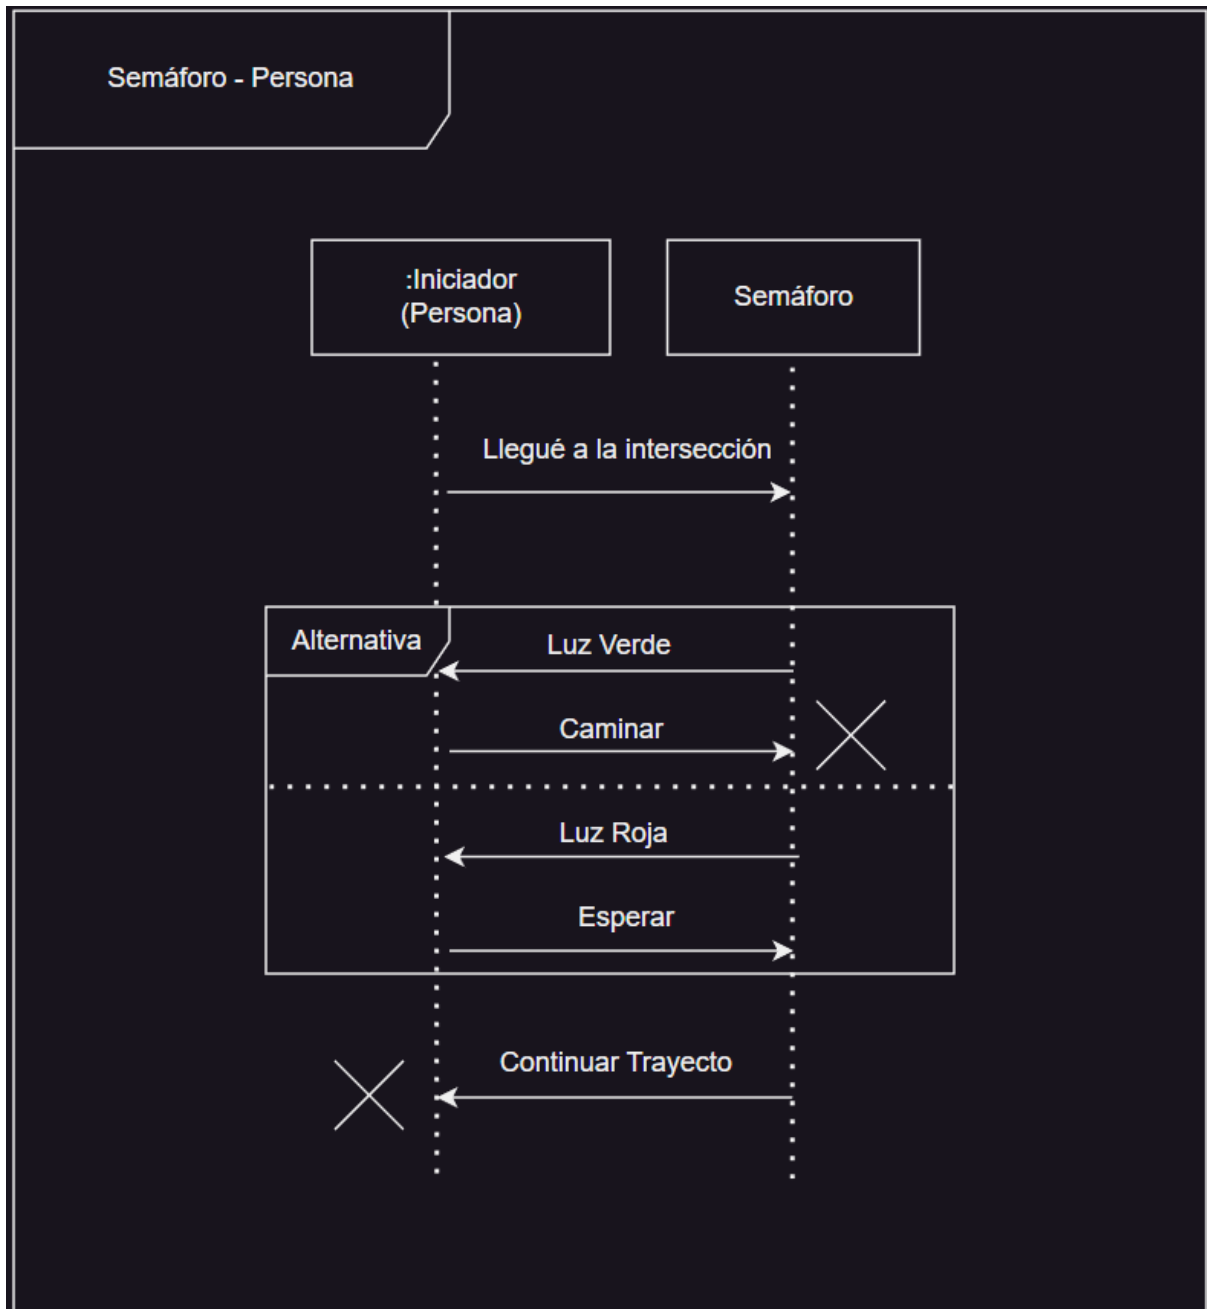 Semáforo - Persona
:Iniciador
(Persona)
Semáforo
Llegué a la intersección
Alternativa
Luz Verde
Caminar
Luz Roja
Esperar
Continuar Trayecto